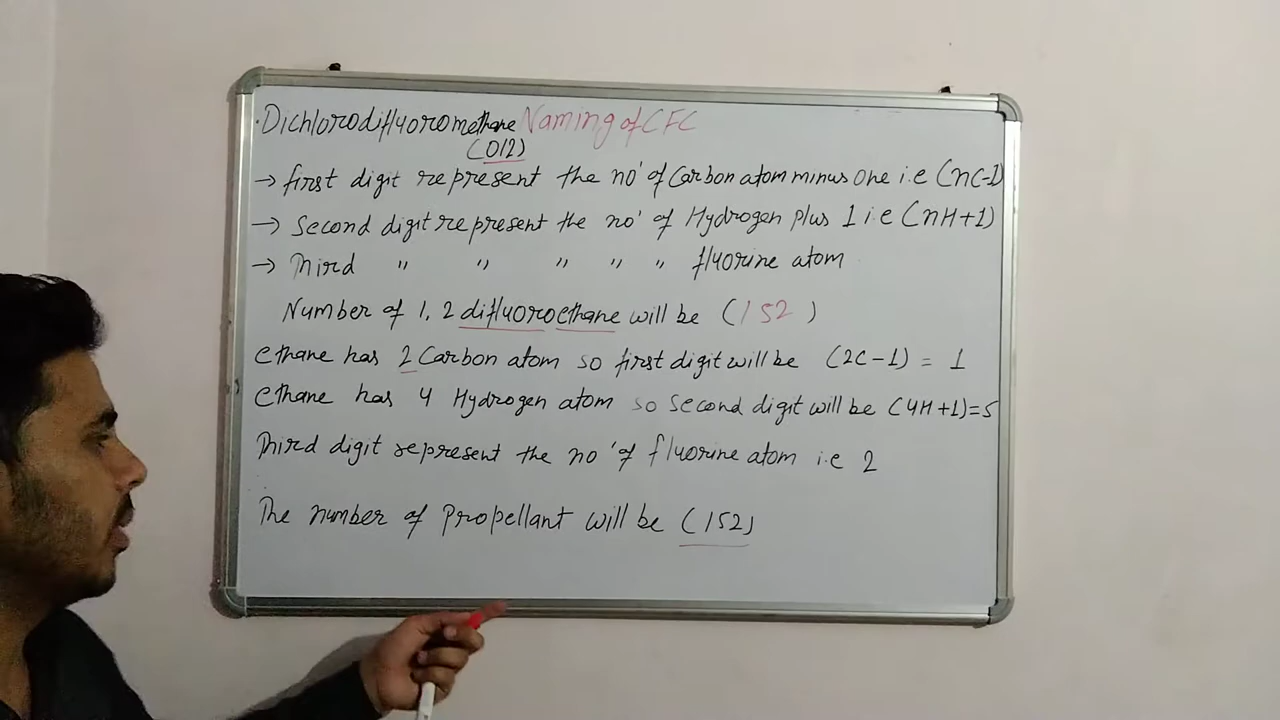 ·Dichlorodifluoromethane Naming of CFC
(012)
→ first digit represent the no' of Carbon atom minus one i.e (nc-1)
→ Second digit represent the no' of Hydrogen plus 1 i.e (nH+1)
→ Third " " " " " fluorine atom
Number of 1, 2 difluoroethane will be (152)
ethane has 2 Carbon atom so first digit will be (2C-1) = 1
ethane has 4 Hydrogen atom so second digit will be (4H+1)=5
Third digit represent the no' of fluorine atom i.e 2
The number of propellant will be (152)